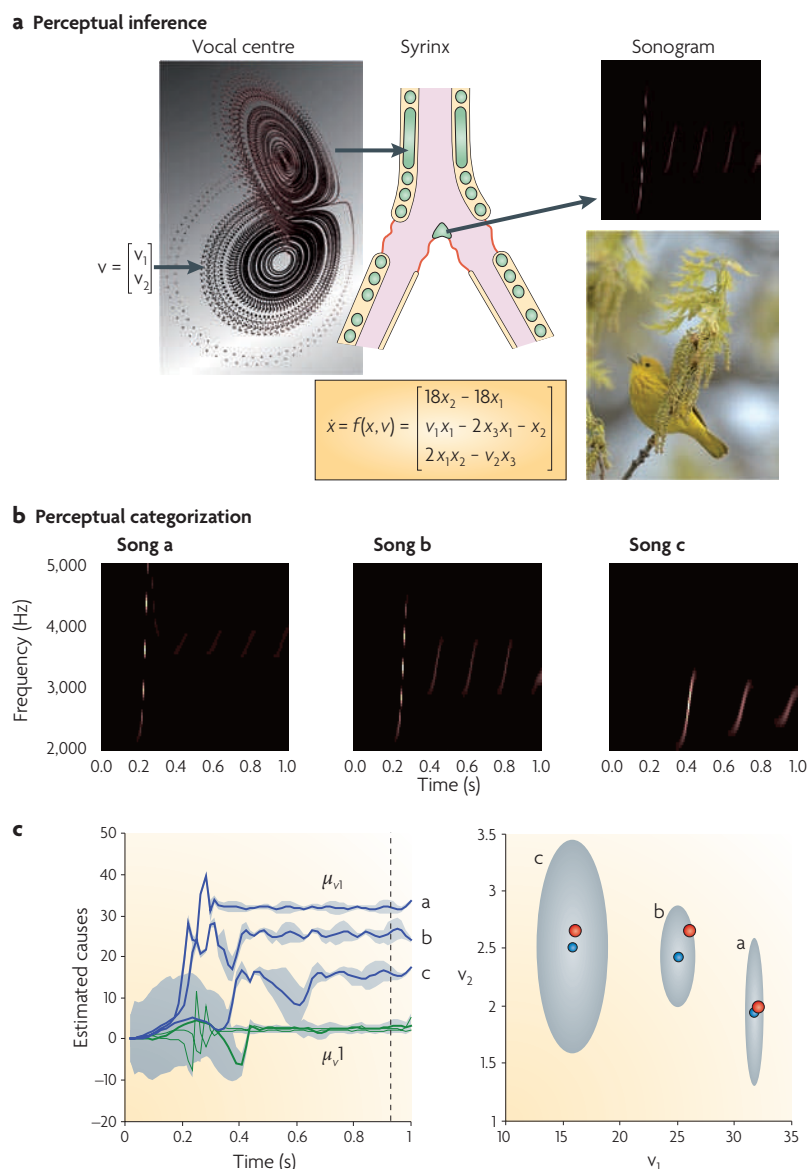 a Perceptual inference
Vocal centre
Syrinx
Sonogram
v = [v₁ v₂]
ẋ = f(x, v) = [18x₂ – 18x₁
v₁x₁ – 2x₃x₁ – x₂
2x₁x₂ – v₂x₃]
b Perceptual categorization
Song a
Song b
Song c
Frequency (Hz)
5,000
4,000
3,000
2,000
0.0 0.2 0.4 0.6 0.8 1.0
0.0 0.2 0.4 0.6 0.8 1.0
0.0 0.2 0.4 0.6 0.8 1.0
Time (s)
c
Estimated causes
50
40
30
20
10
0
–10
–20
μᵥ₁
a
b
c
μᵥ1
0 0.2 0.4 0.6 0.8 1
Time (s)
v₂
3.5
3
2.5
2
1.5
1
c
b
a
10 15 20 25 30 35
v₁